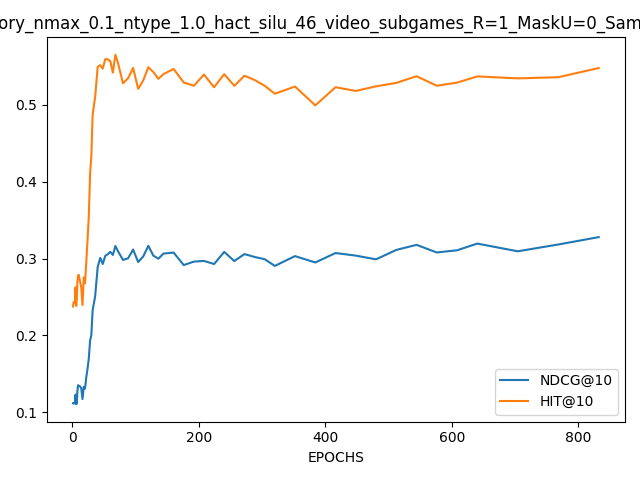 ory_nmax_0.1_ntype_1.0_hact_silu_46_video_subgames_R=1_MaskU=0_Sam
0.5
0.4
0.3
0.2
0.1
NDCG@10
HIT@10
0 200 400 600 800
EPOCHS